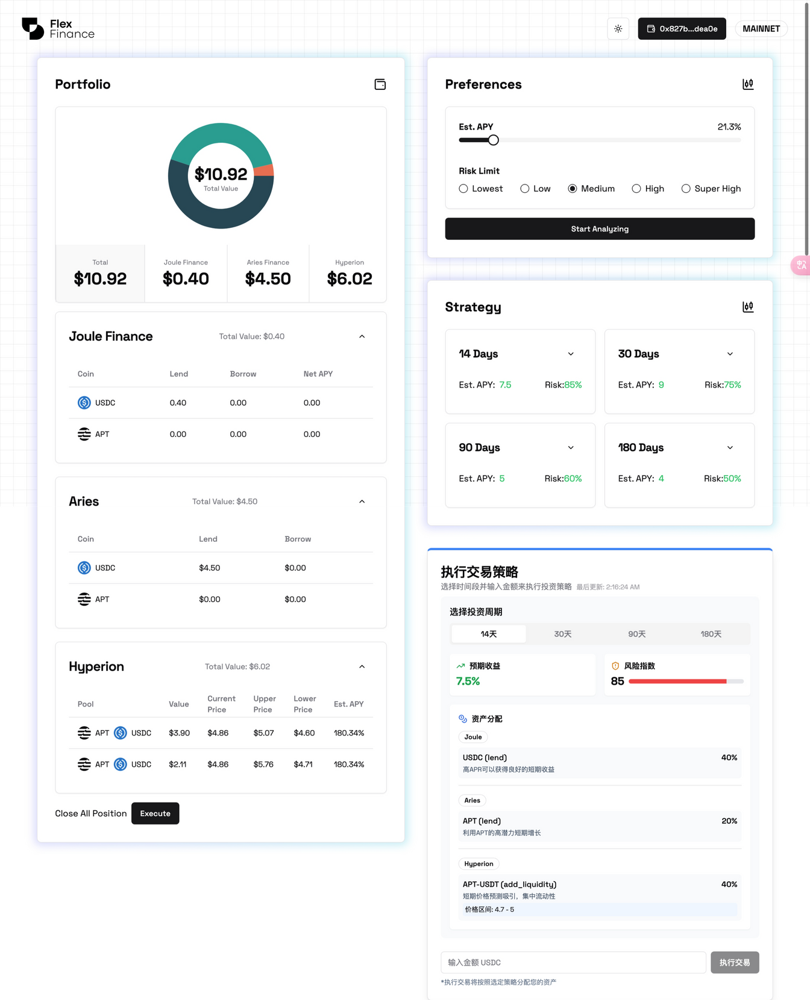 Flex
Finance
0x827b...dea0e
MAINNET
Portfolio
$10.92
Total Value
Total
$10.92
Joule Finance
$0.40
Aries Finance
$4.50
Hyperion
$6.02
Joule Finance
Total Value: $0.40
Coin Lend Borrow Net APY
USDC 0.40 0.00 0.00
APT 0.00 0.00 0.00
Aries
Total Value: $4.50
Coin Lend Borrow
USDC $4.50 $0.00
APT $0.00 $0.00
Hyperion
Total Value: $6.02
Pool Value Current Price Upper Price Lower Price Est. APY
APT USDC $3.90 $4.86 $5.07 $4.60 180.34%
APT USDC $2.11 $4.86 $5.76 $4.71 180.34%
Close All Position Execute
Preferences
Est. APY 21.3%
Risk Limit
Lowest Low Medium High Super High
Start Analyzing
Strategy
14 Days
Est. APY: 7.5 Risk:85%
30 Days
Est. APY: 9 Risk:75%
90 Days
Est. APY: 5 Risk:60%
180 Days
Est. APY: 4 Risk:50%
执行交易策略
选择时间段并输入金额来执行投资策略 最后更新: 2:16:24 AM
选择投资周期
14天 30天 90天 180天
预期收益
7.5%
风险指数
85
资产分配
Joule
USDC (lend) 40%
高APR可以获得良好的短期收益
Aries
APT (lend) 20%
利用APT的高潜力短期增长
Hyperion
APT-USDT (add_liquidity) 40%
短期价格预测吸引，集中流动性
价格区间: 4.7 - 5
输入金额 USDC 执行交易
*执行交易将按照选定策略分配您的资产
中A